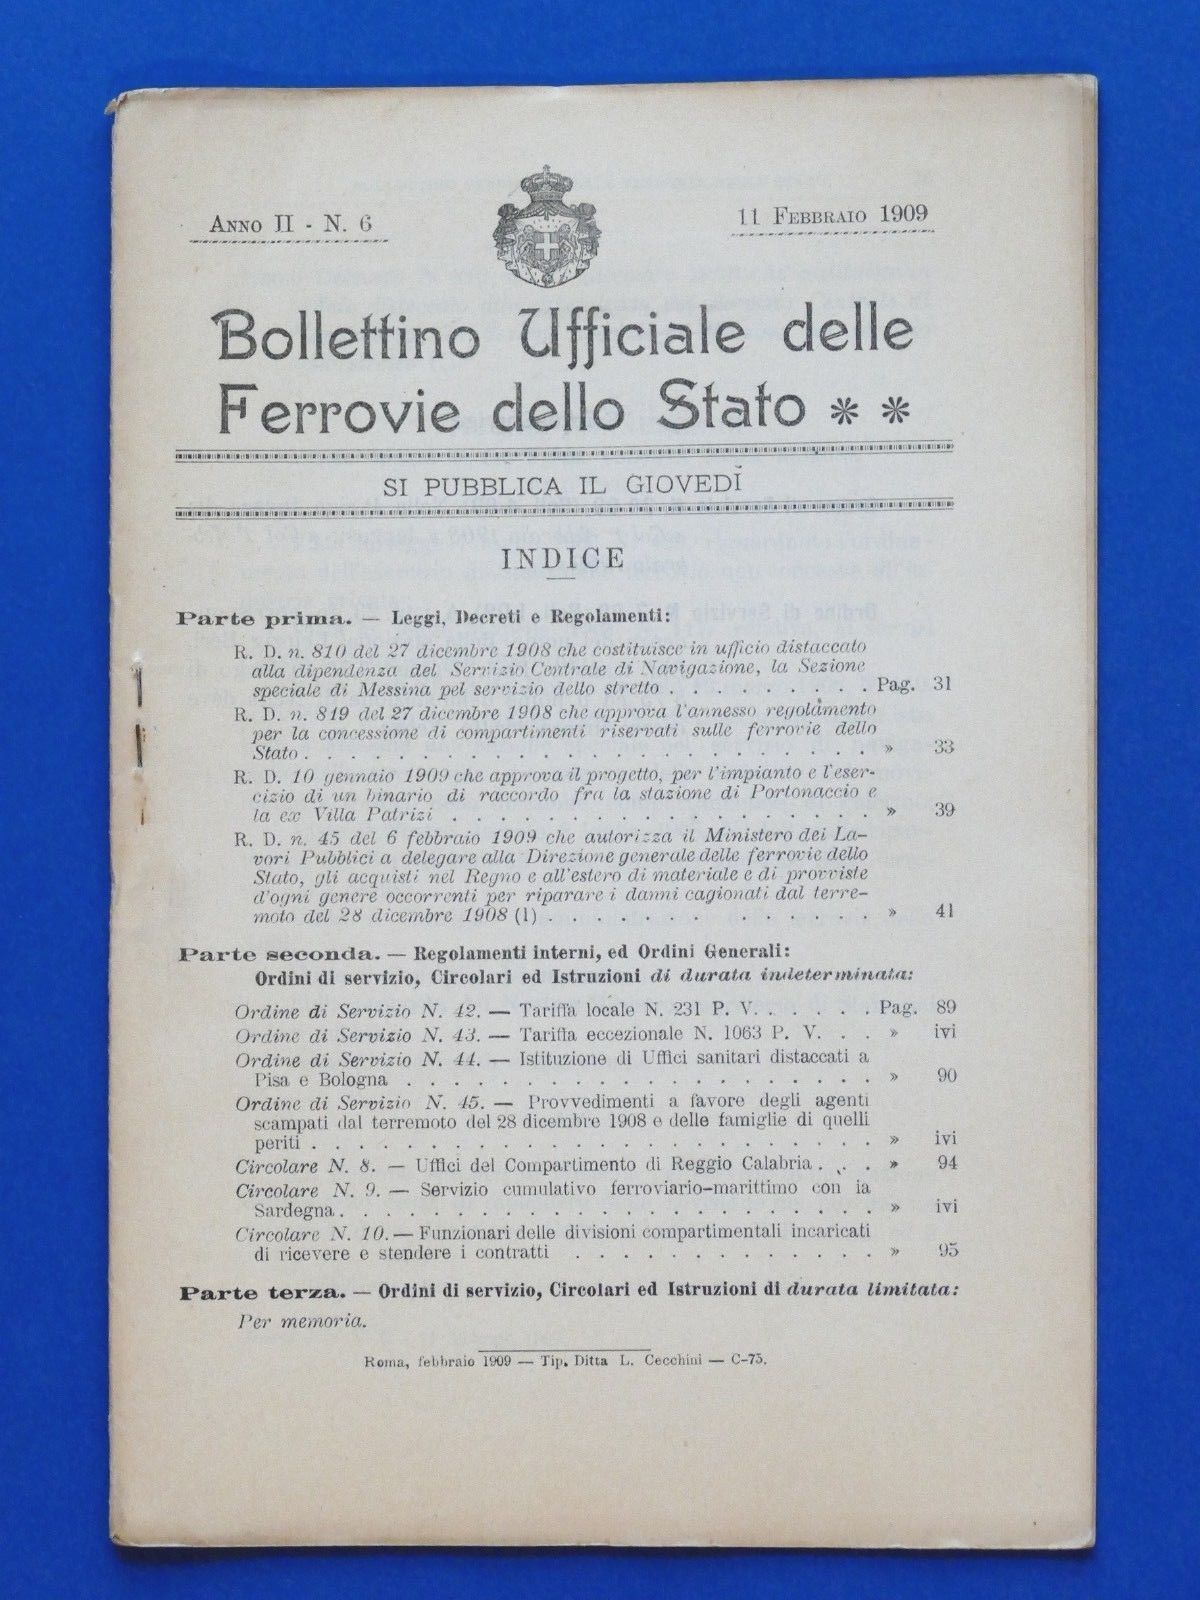 ANNO II - N. 6
11 FEBBRAIO 1909
Bollettino Ufficiale delle
Ferrovie dello Stato * *
SI PUBBLICA IL GIOVEDÌ
INDICE
Parte prima. — Leggi, Decreti e Regolamenti:
R. D. n. 810 del 27 dicembre 1908 che costituisce in ufficio distaccato
alla dipendenza del Servizio Centrale di Navigazione, la Sezione
speciale di Messina pel servizio dello stretto . . . . . . . . . Pag. 31
R. D. n. 819 del 27 dicembre 1908 che approva l'annesso regolamento
per la concessione di compartimenti riservati sulle ferrovie dello
Stato . . . . . . . . . . . . . . . . . . . . » 33
R. D. 10 gennaio 1909 che approva il progetto, per l'impianto e l'eser-
cizio di un binario di raccordo fra la stazione di Portonaccio e
la ex Villa Patrizi . . . . . . . . . . . . . . . . » 39
R. D. n. 45 del 6 febbraio 1909 che autorizza il Ministero dei La-
vori Pubblici a delegare alla Direzione generale delle ferrovie dello
Stato, gli acquisti nel Regno e all'estero di materiale e di provviste
d'ogni genere occorrenti per riparare i danni cagionati dal terre-
moto del 28 dicembre 1908 (1) . . . . . . . . . . . . » 41
Parte seconda. — Regolamenti interni, ed Ordini Generali:
Ordini di servizio, Circolari ed Istruzioni di durata indeterminata:
Ordine di Servizio N. 42. — Tariffa locale N. 231 P. V. . . . . . Pag. 89
Ordine di Servizio N. 43. — Tariffa eccezionale N. 1063 P. V. . . » ivi
Ordine di Servizio N. 44. — Istituzione di Uffici sanitari distaccati a
Pisa e Bologna . . . . . . . . . . . . . . . . . » 90
Ordine di Servizio N. 45. — Provvedimenti a favore degli agenti
scampati dal terremoto del 28 dicembre 1908 e delle famiglie di quelli
periti . . . . . . . . . . . . . . . . . . . . » ivi
Circolare N. 8. — Uffici del Compartimento di Reggio Calabria . . . » 94
Circolare N. 9. — Servizio cumulativo ferroviario-marittimo con la
Sardegna . . . . . . . . . . . . . . . . . . . » ivi
Circolare N. 10. — Funzionari delle divisioni compartimentali incaricati
di ricevere e stendere i contratti . . . . . . . . . . . » 95
Parte terza. — Ordini di servizio, Circolari ed Istruzioni di durata limitata:
Per memoria.
Roma, febbraio 1909 — Tip. Ditta L. Cecchini — C-75.